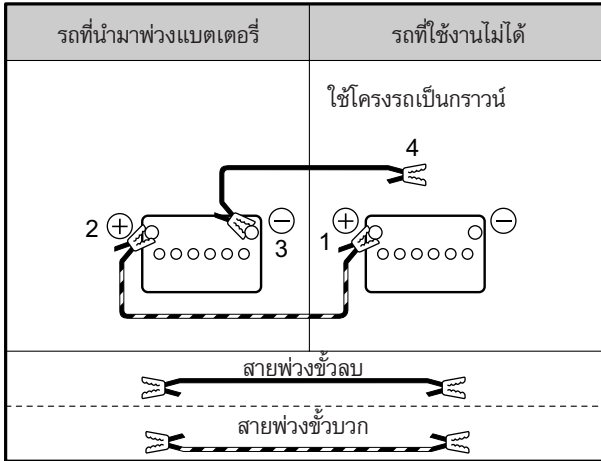 รถที่นำมาพ่วงแบตเตอรี่
รถที่ใช้งานไม่ได้
ใช้โครงรถเป็นกราวน์
4
2 + − 3
1 + −
สายพ่วงขั้วลบ
สายพ่วงขั้วบวก